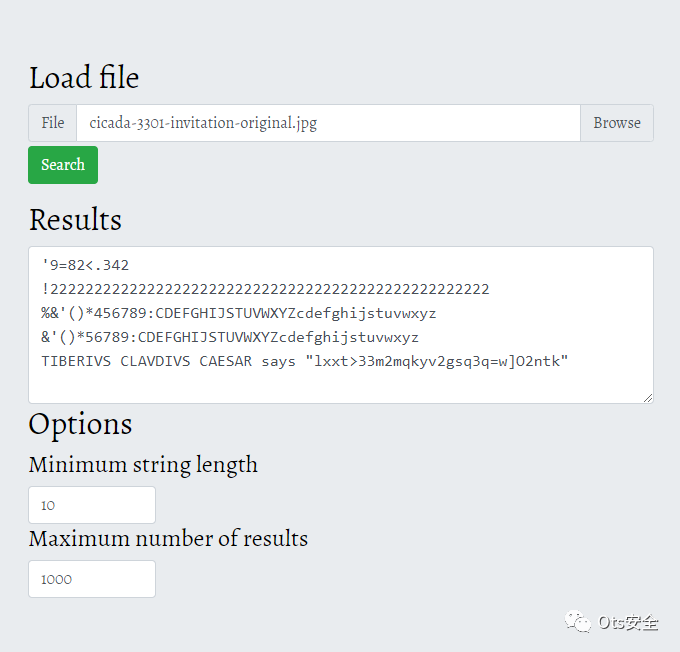 Load file
File cicada-3301-invitation-original.jpg Browse
Search
Results
'9=82<.342
!22222222222222222222222222222222222222222222222222
%&'()*456789:CDEFGHIJSTUVWXYZcdefghijstuvwxyz
&'()*56789:CDEFGHIJSTUVWXYZcdefghijstuvwxyz
TIBERIVS CLAVDIVS CAESAR says "lxxt>33m2mqkyv2gsq3q=w]O2ntk"
Options
Minimum string length
10
Maximum number of results
1000
Ots安全